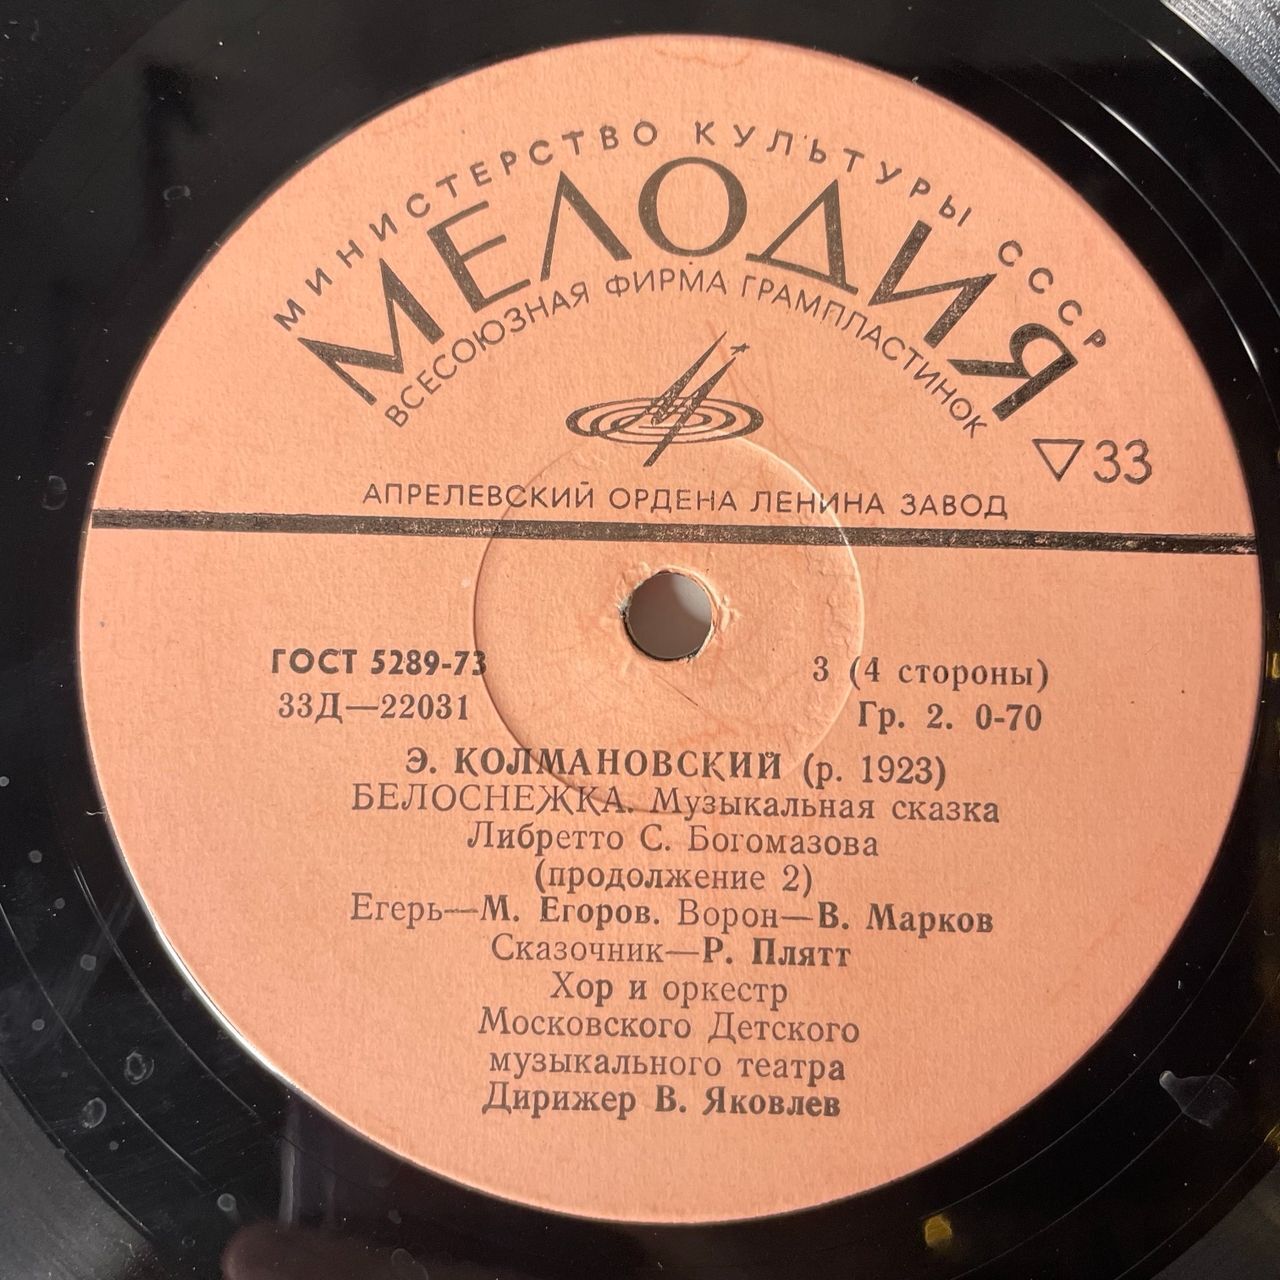 МИНИСТЕРСТВО КУЛЬТУРЫ СССР
МЕЛОДИЯ
ВСЕСОЮЗНАЯ ФИРМА ГРАМПЛАСТИНОК
33
АПРЕЛЕВСКИЙ ОРДЕНА ЛЕНИНА ЗАВОД
ГОСТ 5289-73
3 (4 стороны)
33Д—22031
Гр. 2. 0-70
Э. КОЛМАНОВСКИЙ (р. 1923)
БЕЛОСНЕЖКА. Музыкальная сказка
Либретто С. Богомазова
(продолжение 2)
Егерь—М. Егоров. Ворон—В. Марков
Сказочник—Р. Плятт
Хор и оркестр
Московского Детского
музыкального театра
Дирижер В. Яковлев